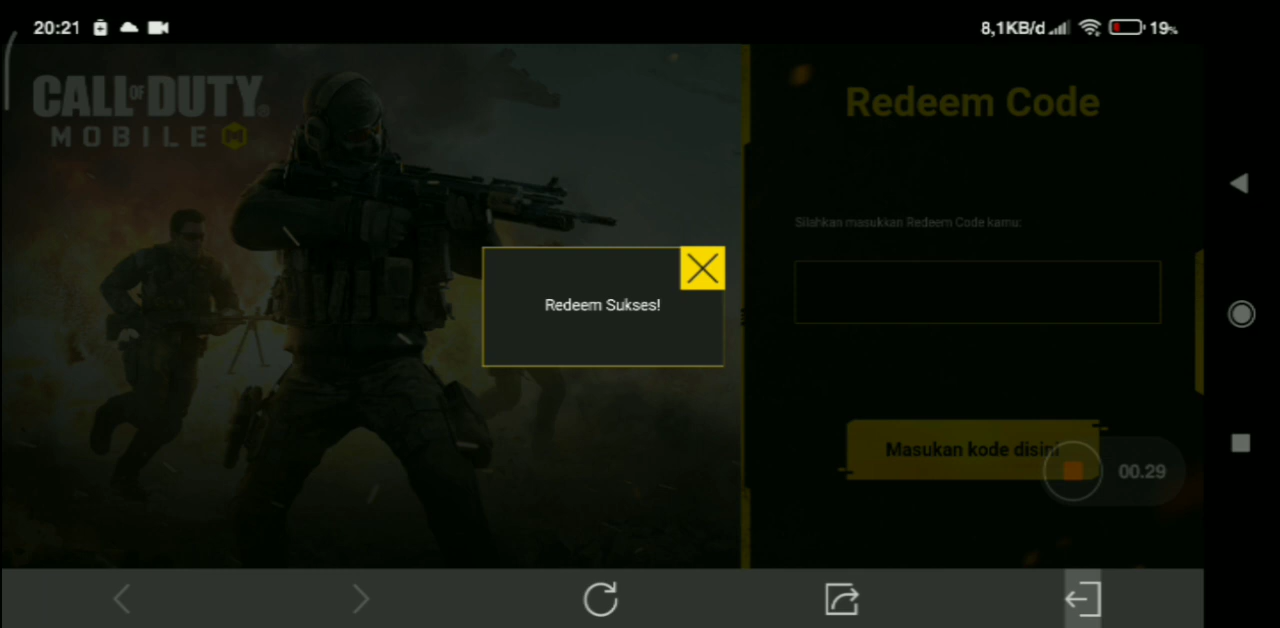 20:21
8,1KB/d
19%
CALL OF DUTY
MOBILE
Redeem Code
Silahkan masukkan Redeem Code kamu:
Redeem Sukses!
Masukan kode disini
00.29